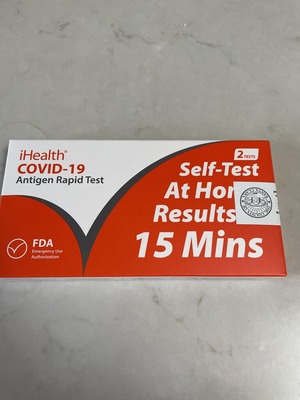 iHealth®
COVID-19
Antigen Rapid Test
FDA
Emergency Use
Authorization
2 TESTS
Self-Test
At Hom
Results
15 Mins